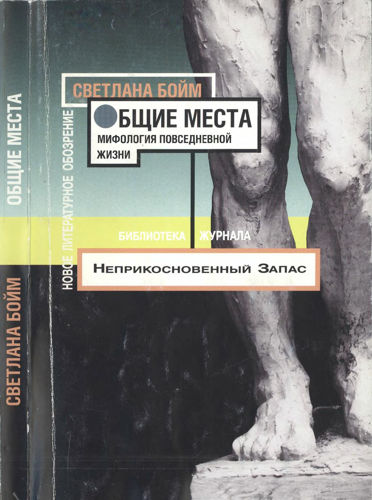 СВЕТЛАНА БОЙМ
ОБЩИЕ МЕСТА
МИФОЛОГИЯ ПОВСЕДНЕВНОЙ
ЖИЗНИ
НОВОЕ ЛИТЕРАТУРНОЕ ОБОЗРЕНИЕ
БИБЛИОТЕКА ЖУРНАЛА
НЕПРИКОСНОВЕННЫЙ ЗАПАС
СВЕТЛАНА БОЙМ ОБЩИЕ МЕСТА